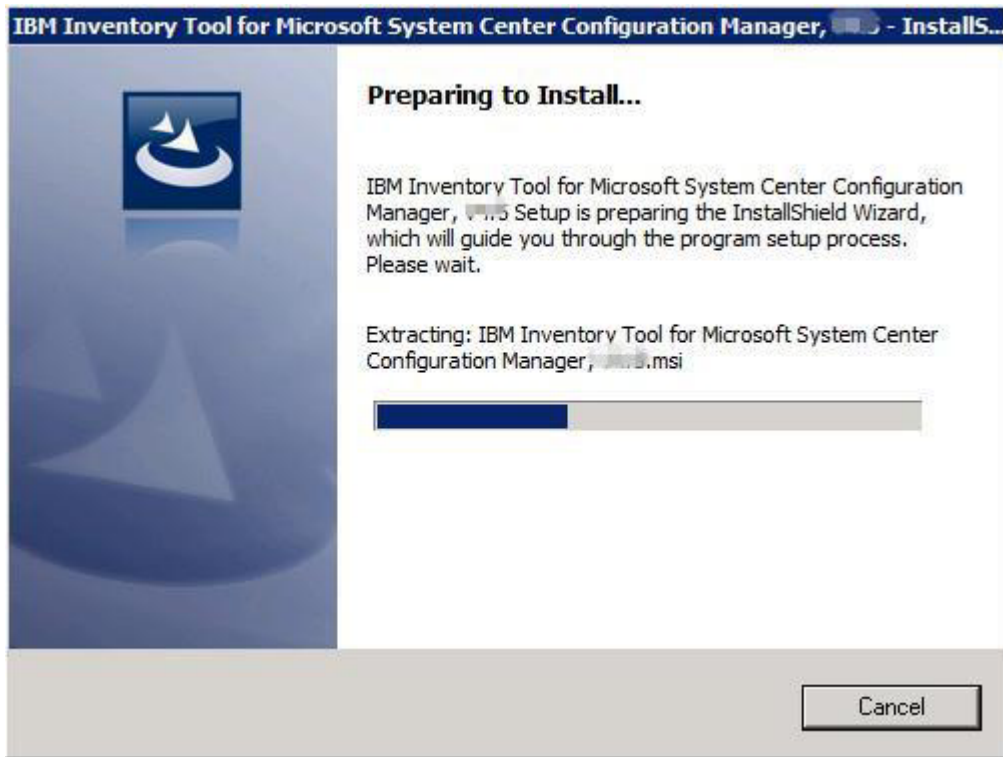 IBM Inventory Tool for Microsoft System Center Configuration Manager, - InstallS...
Preparing to Install...
IBM Inventory Tool for Microsoft System Center Configuration
Manager, Setup is preparing the InstallShield Wizard,
which will guide you through the program setup process.
Please wait.
Extracting: IBM Inventory Tool for Microsoft System Center
Configuration Manager, .msi
Cancel